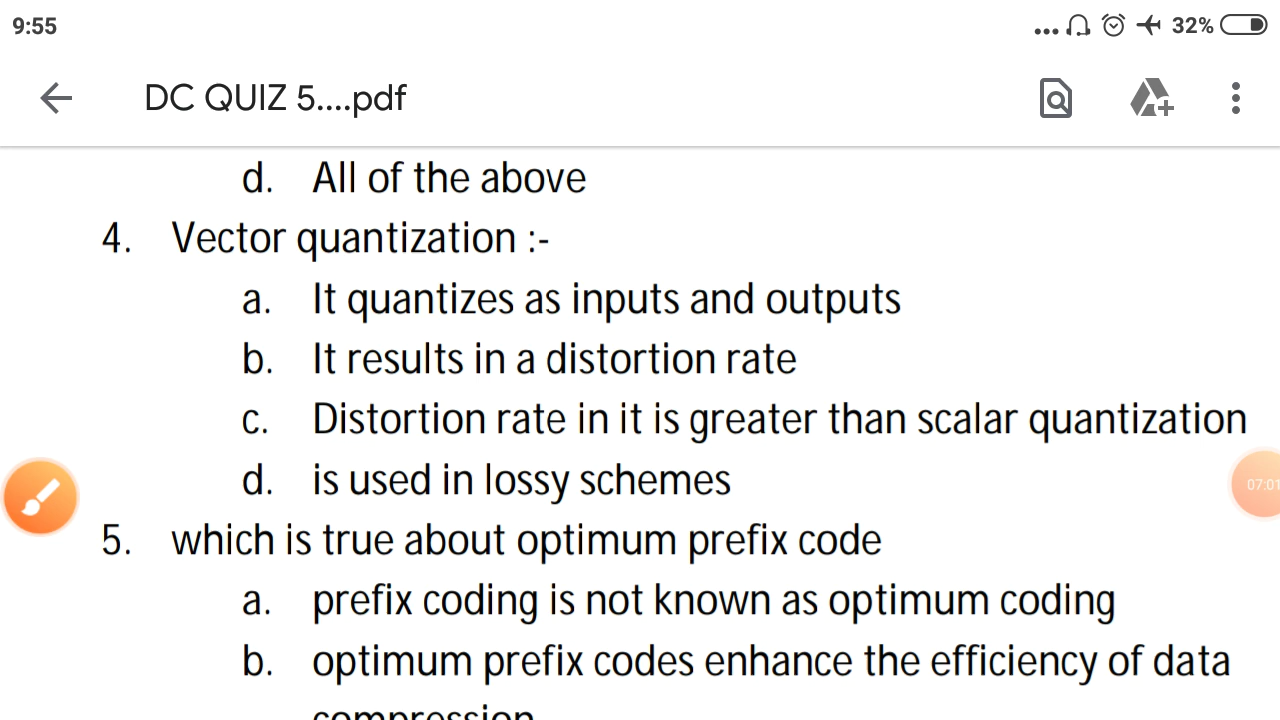 9:55
... 32%
DC QUIZ 5....pdf
d. All of the above
4. Vector quantization :-
a. It quantizes as inputs and outputs
b. It results in a distortion rate
c. Distortion rate in it is greater than scalar quantization
d. is used in lossy schemes
07:01
5. which is true about optimum prefix code
a. prefix coding is not known as optimum coding
b. optimum prefix codes enhance the efficiency of data
compression